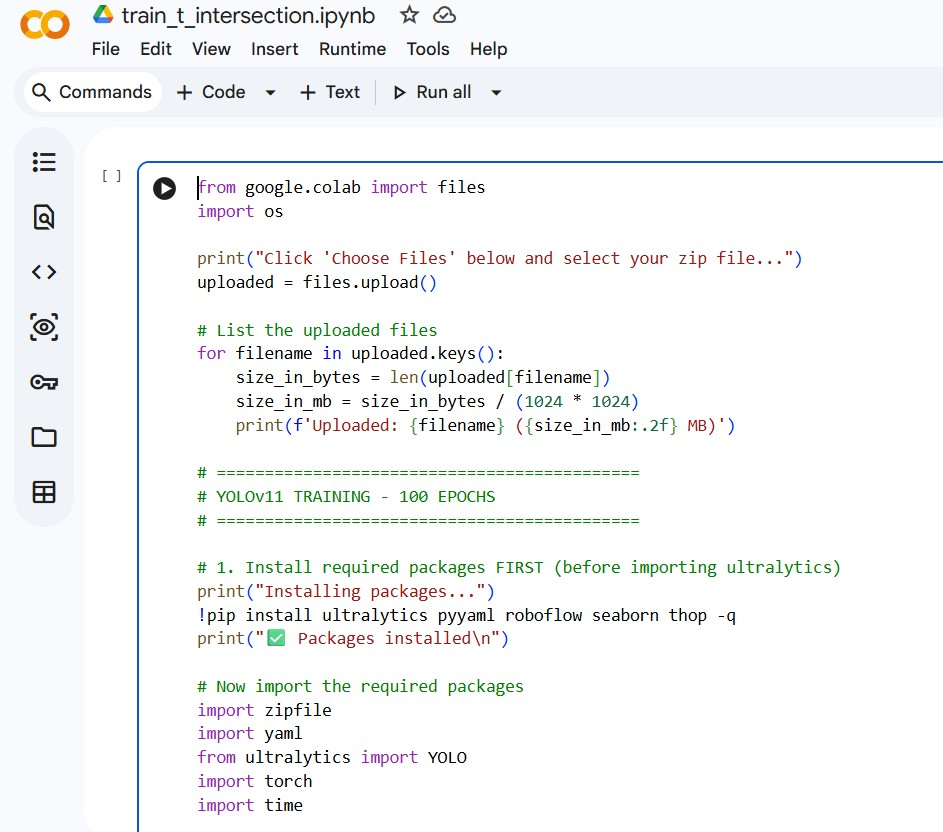 train_t_intersection.ipynb
File Edit View Insert Runtime Tools Help
Commands + Code + Text Run all
[ ]
from google.colab import files
import os
print("Click 'Choose Files' below and select your zip file...")
uploaded = files.upload()
# List the uploaded files
for filename in uploaded.keys():
    size_in_bytes = len(uploaded[filename])
    size_in_mb = size_in_bytes / (1024 * 1024)
    print(f'Uploaded: {filename} ({size_in_mb:.2f} MB)')
# ============================================
# YOLOv11 TRAINING - 100 EPOCHS
# ============================================
# 1. Install required packages FIRST (before importing ultralytics)
print("Installing packages...")
!pip install ultralytics pyyaml roboflow seaborn thop -q
print("✅ Packages installed\n")
# Now import the required packages
import zipfile
import yaml
from ultralytics import YOLO
import torch
import time